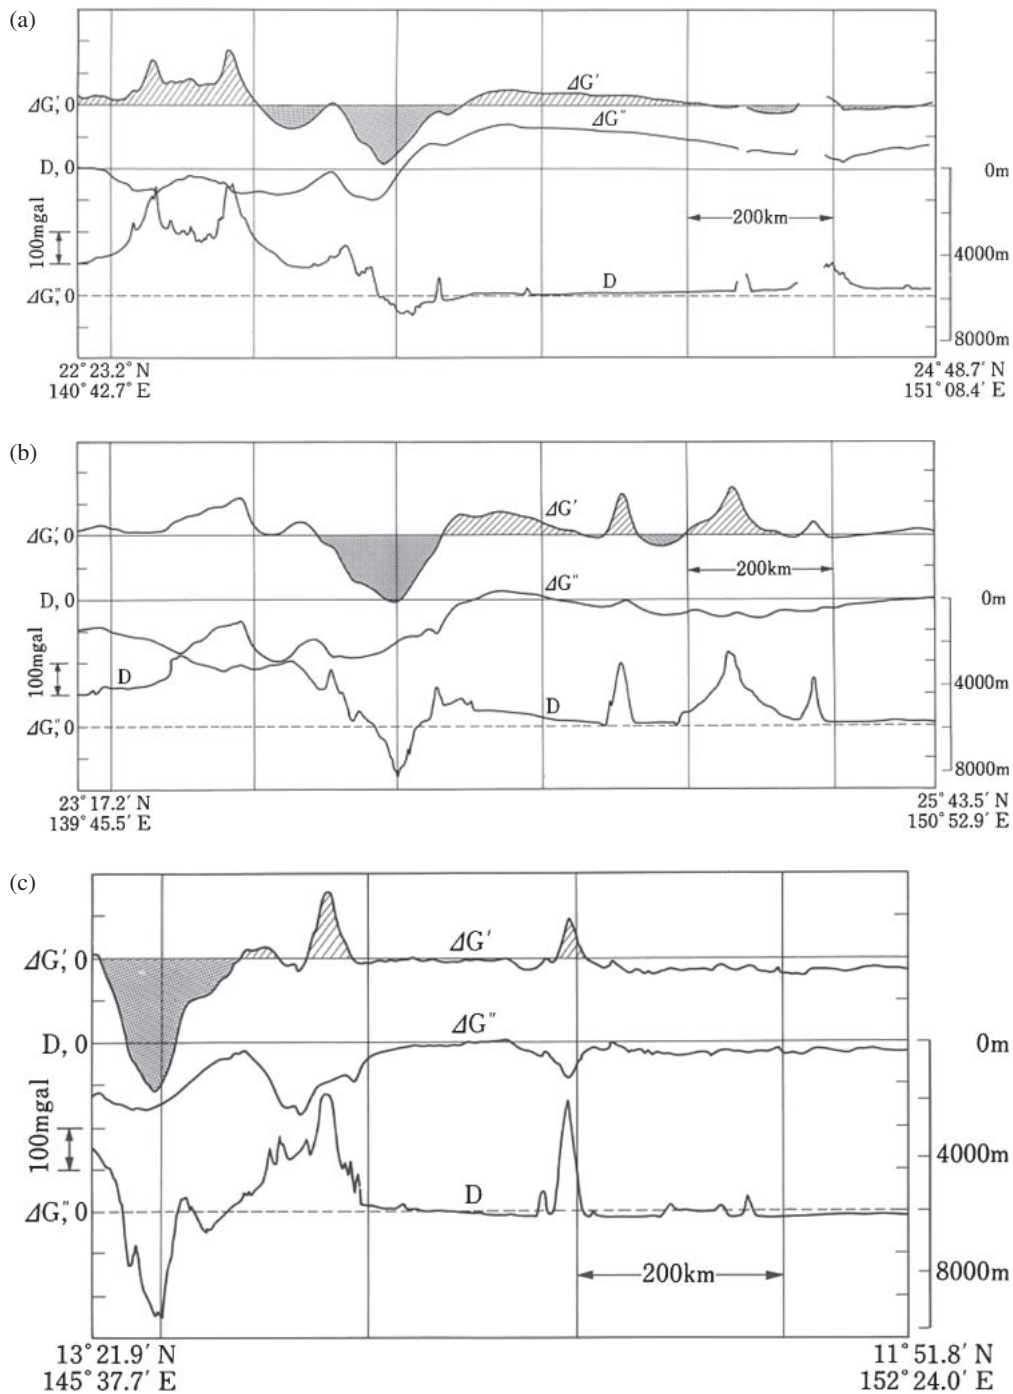 (a)
ΔG′, 0
ΔG′
ΔG″
D, 0
0m
200km
100mgal
4000m
D
ΔG″, 0
8000m
22° 23.2′ N
140° 42.7′ E
24° 48.7′ N
151° 08.4′ E
(b)
ΔG′
ΔG′, 0
200km
ΔG″
D, 0
0m
100mgal
D
4000m
D
ΔG″, 0
8000m
23° 17.2′ N
139° 45.5′ E
25° 43.5′ N
150° 52.9′ E
(c)
ΔG′, 0
ΔG′
ΔG″
D, 0
0m
100mgal
4000m
D
ΔG″, 0
200km
8000m
13° 21.9′ N
145° 37.7′ E
11° 51.8′ N
152° 24.0′ E